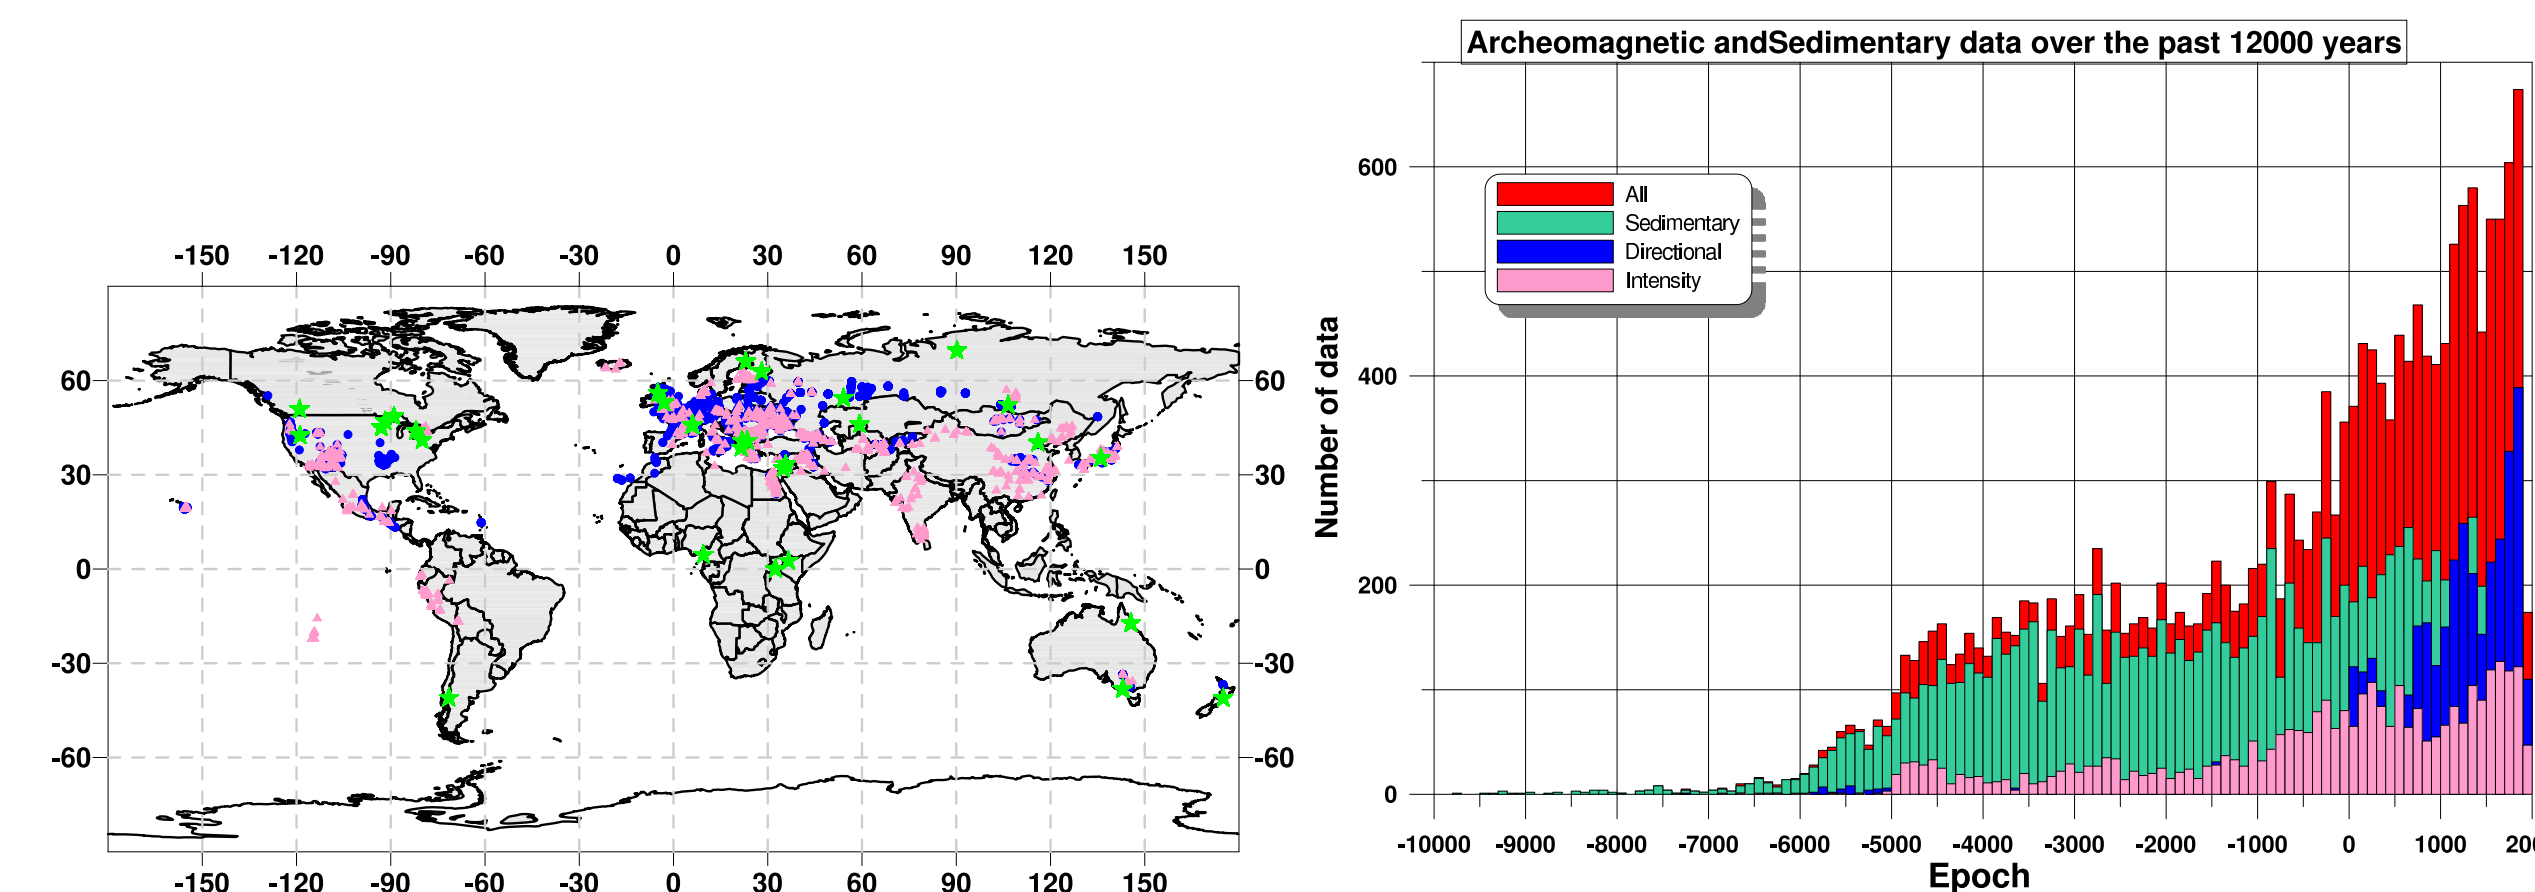 Archeomagnetic andSedimentary data over the past 12000 years
-150 -120 -90 -60 -30 0 30 60 90 120 150
60 60
30 30
0 0
-30 -30
-60 -60
-150 -120 -90 -60 -30 0 30 60 90 120 150
All
Sedimentary
Directional
Intensity
Number of data
600
400
200
0
-10000 -9000 -8000 -7000 -6000 -5000 -4000 -3000 -2000 -1000 0 1000
Epoch